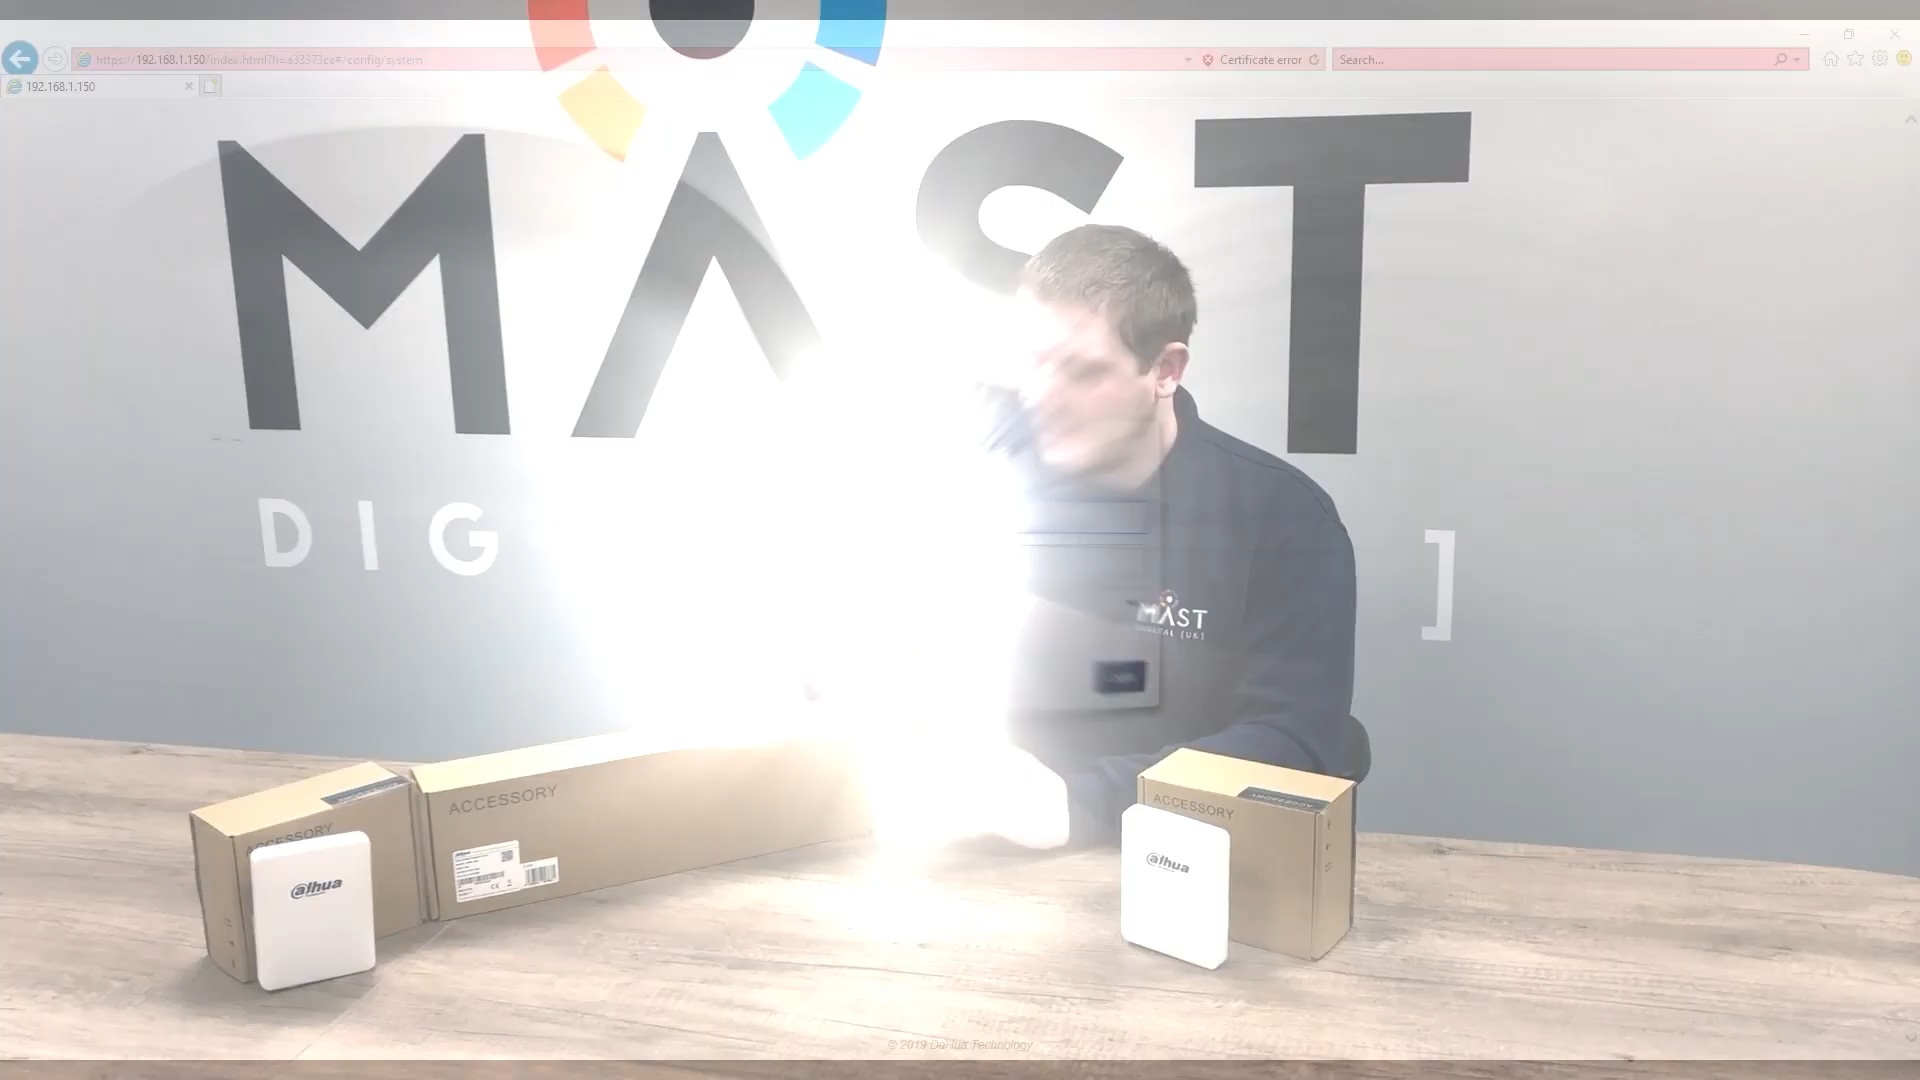 https://192.168.1.150/index.html?h=a33373ca#/config/system
Certificate error
Search...
192.168.1.150
MAST
DIG
]
MAST
[UK]
ACCESSORY
ACCESSORY
ACCESSORY
alhua
alhua
© 2019 DaHua Technology